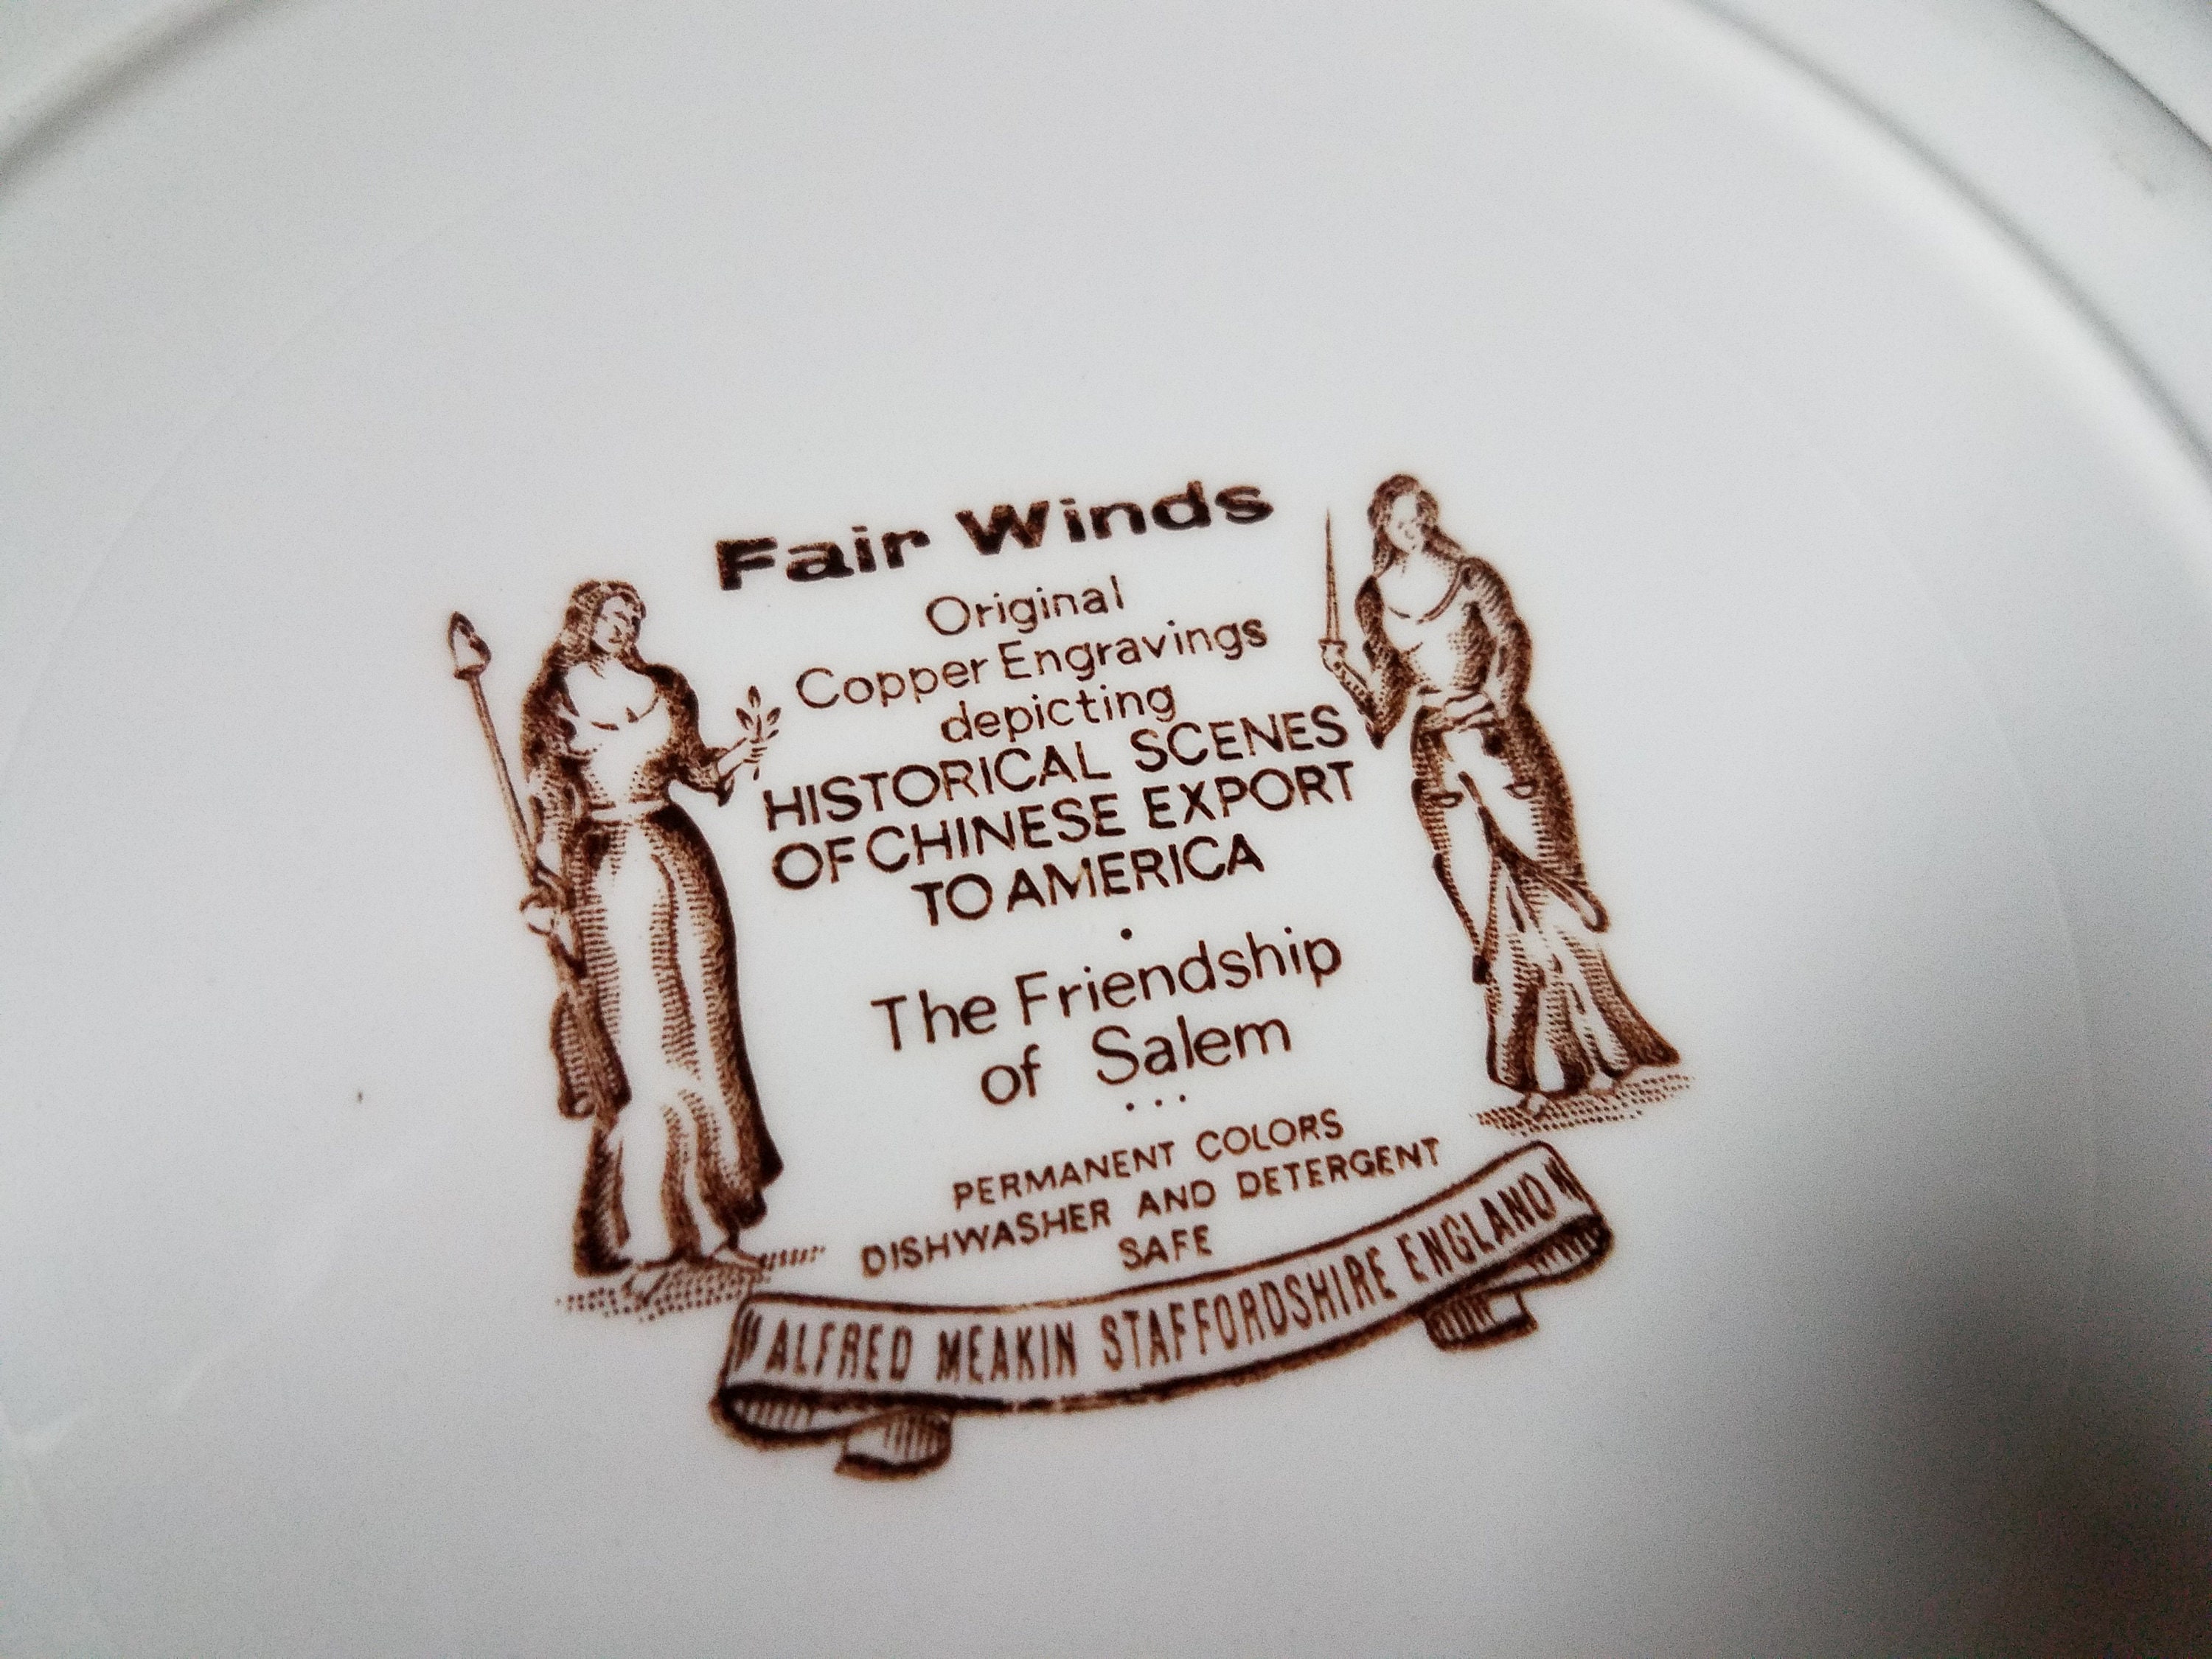 Fair Winds
Original
Copper Engravings
depicting
HISTORICAL SCENES
OF CHINESE EXPORT
TO AMERICA
•
The Friendship
of Salem
...
PERMANENT COLORS
DISHWASHER AND DETERGENT
SAFE
ALFRED MEAKIN STAFFORDSHIRE ENGLAND